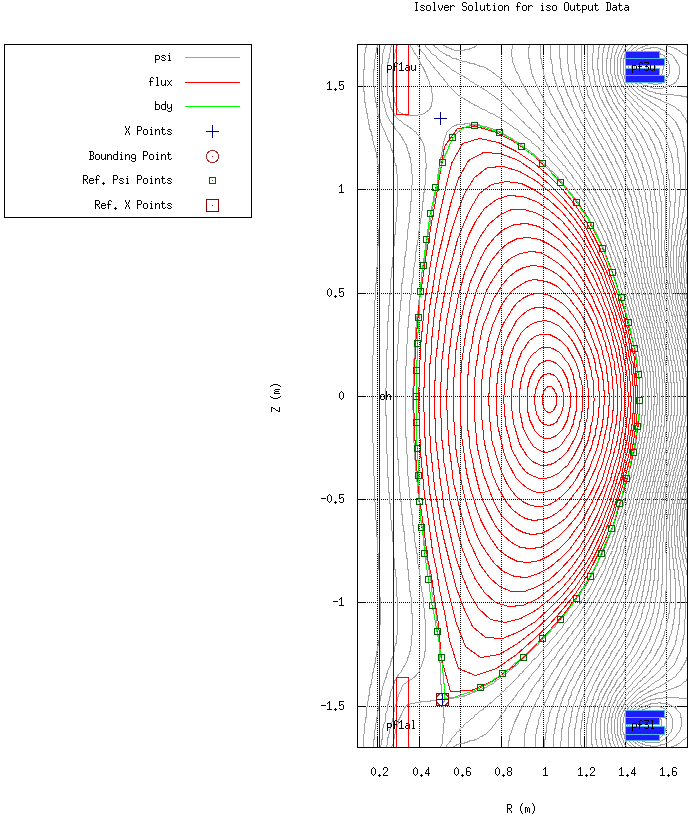 Isolver Solution for iso Output Data
psi
flux
bdy
X Points
Bounding Point
Ref. Psi Points
Ref. X Points
pf1au
pf3u
1.5
1
0.5
0
oh
Z (m)
-0.5
-1
-1.5
pf1al
pf3l
0.2 0.4 0.6 0.8 1 1.2 1.4 1.6
R (m)